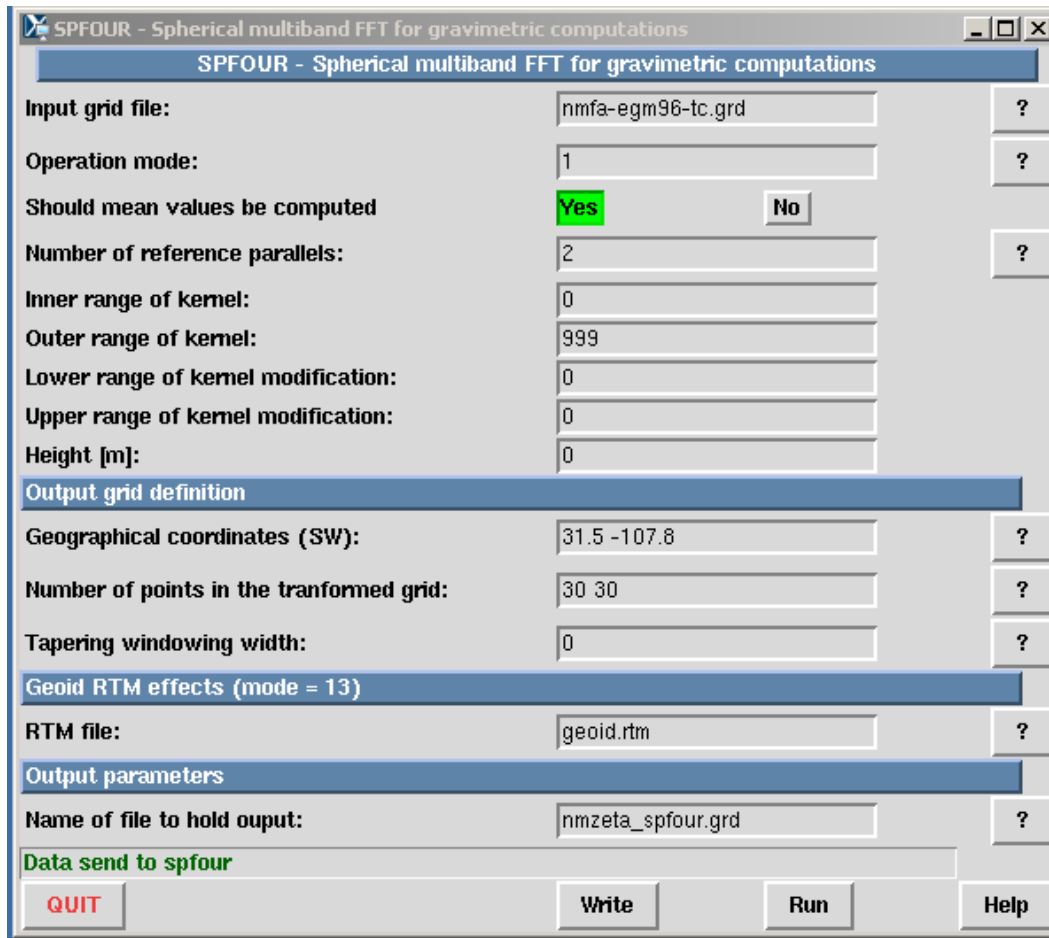 SPFOUR - Spherical multiband FFT for gravimetric computations
SPFOUR - Spherical multiband FFT for gravimetric computations
Input grid file: nmfa-egm96-tc.grd ?
Operation mode: 1 ?
Should mean values be computed Yes No
Number of reference parallels: 2 ?
Inner range of kernel: 0
Outer range of kernel: 999
Lower range of kernel modification: 0
Upper range of kernel modification: 0
Height [m]: 0
Output grid definition
Geographical coordinates (SW): 31.5 -107.8 ?
Number of points in the tranformed grid: 30 30 ?
Tapering windowing width: 0 ?
Geoid RTM effects (mode = 13)
RTM file: geoid.rtm ?
Output parameters
Name of file to hold ouput: nmzeta_spfour.grd ?
Data send to spfour
QUIT Write Run Help